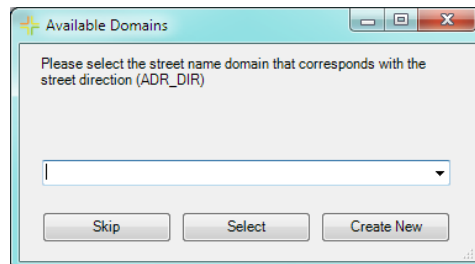 Available Domains
Please select the street name domain that corresponds with the
street direction (ADR_DIR)
Skip
Select
Create New